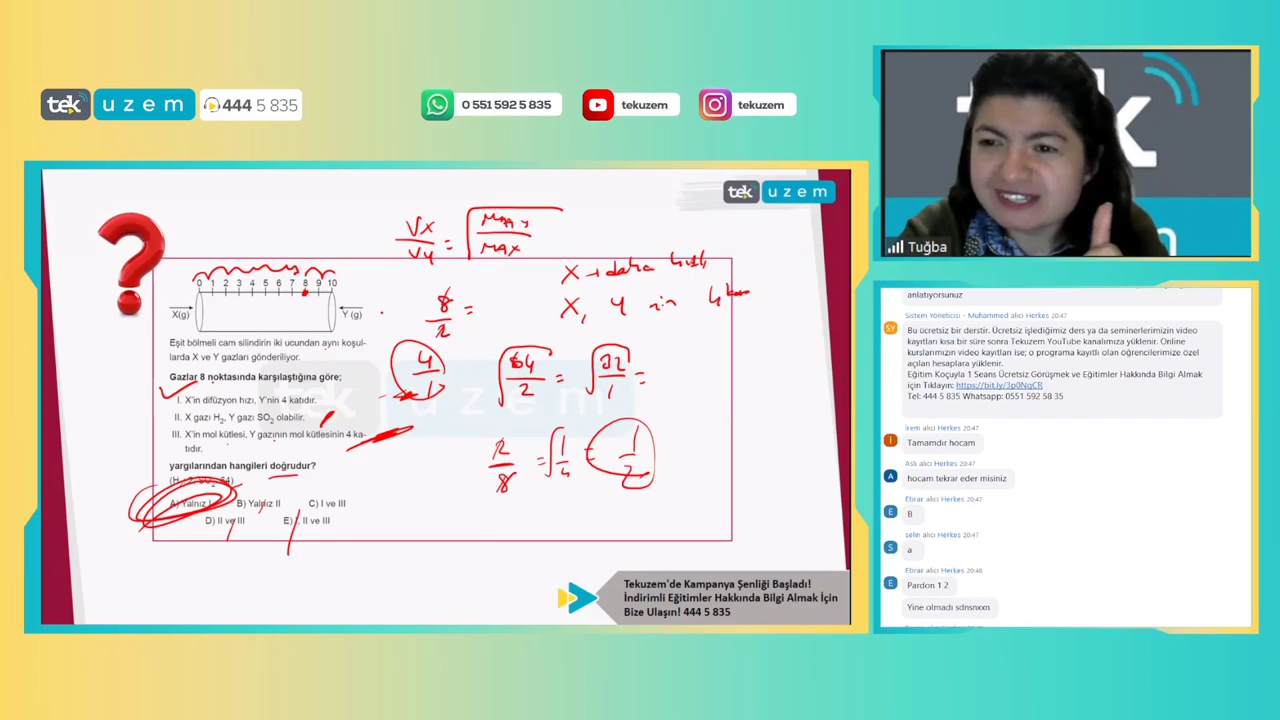 tek uzem 444 5 835
0 551 592 5 835
tekuzem
tekuzem
tek
Tuğba
tek uzem
VX / VY = √ MAY / MAX
X → daha hızlı
X, Y nin 4
0 1 2 3 4 5 6 7 8 9 10
X(g)
Y (g)
8 / 2 =
Eşit bölmeli cam silindirin iki ucundan aynı koşul-
larda X ve Y gazları gönderiliyor.
Gazlar 8 noktasında karşılaştığına göre;
I. X'in difüzyon hızı, Y'nin 4 katıdır.
II. X gazı H2, Y gazı SO2 olabilir.
III. X'in mol kütlesi, Y gazının mol kütlesinin 4 ka-
tıdır.
yargılarından hangileri doğrudur?
A) Yalnız I B) Yalnız II C) I ve III
D) II ve III E) I, II ve III
4 / 1
√ 64 / 2 = √ 32 / 1 =
2 / 8 = √ 1 / 4 = 1 / 2
uzem
Tekuzem'de Kampanya Şenliği Başladı!
İndirimli Eğitimler Hakkında Bilgi Almak İçin
Bize Ulaşın! 444 5 835
anlatıyorsunuz
Sistem Yöneticisi - Muhammed alıcı Herkes 20:47
SY
Bu ücretsiz bir derstir. Ücretsiz işlediğimiz ders ya da seminerlerimizin video
kayıtları kısa bir süre sonra Tekuzem YouTube kanalımıza yüklenir. Online
kurslarımızın video kayıtları ise; o programa kayıtlı olan öğrencilerimize özel
açılan hesaplara yüklenir.
Eğitim Koçuyla 1 Seans Ücretsiz Görüşmek ve Eğitimler Hakkında Bilgi Almak
için Tıklayın: https://bit.ly/3p0NqCR
Tel: 444 5 835 Whatsapp: 0551 592 58 35
İrem alıcı Herkes 20:47
I
Tamamdır hocam
Aslı alıcı Herkes 20:47
A
hocam tekrar eder misiniz
Ebrar alıcı Herkes 20:47
E
B
selin alıcı Herkes 20:47
S
a
Ebrar alıcı Herkes 20:48
E
Pardon 1 2
Yine olmadı sdnsnxxn